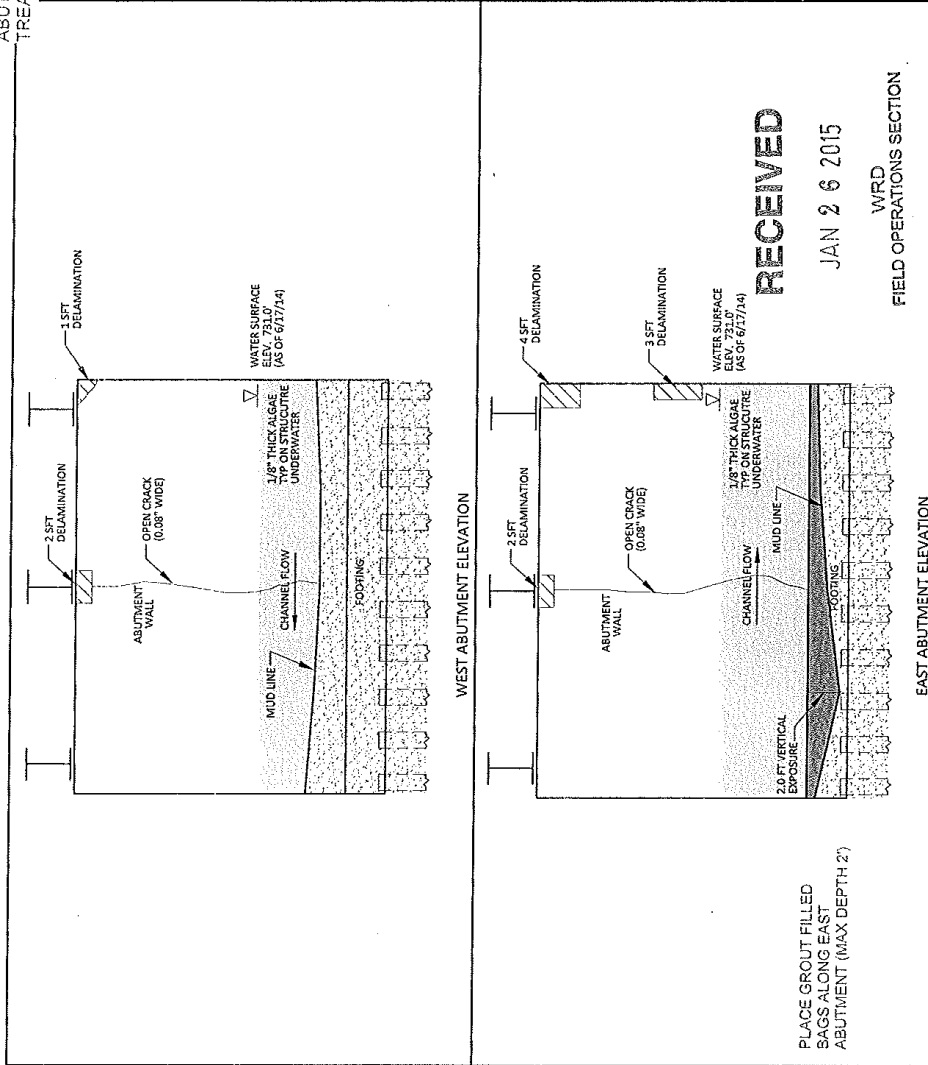 ABUT
TREA
1 SFT
DELAMINATION
2 SFT
DELAMINATION
OPEN CRACK
(0.08" WIDE)
ABUTMENT
WALL
WATER SURFACE
ELEV. 731.0'
(AS OF 6/17/14)
1/8" THICK ALGAE
TYP ON STRUCUTRE
UNDERWATER
CHANNEL FLOW
MUD LINE
FOOTING
WEST ABUTMENT ELEVATION
4 SFT
DELAMINATION
2 SFT
DELAMINATION
3 SFT
DELAMINATION
OPEN CRACK
(0.08" WIDE)
ABUTMENT
WALL
WATER SURFACE
ELEV. 731.0'
(AS OF 6/17/14)
1/8" THICK ALGAE
TYP ON STRUCUTRE
UNDERWATER
CHANNEL FLOW
MUD LINE
2.0 FT VERTICAL
EXPOSURE
FOOTING
EAST ABUTMENT ELEVATION
PLACE GROUT FILLED
BAGS ALONG EAST
ABUTMENT (MAX DEPTH 2')
RECEIVED
JAN 26 2015
WRD
FIELD OPERATIONS SECTION